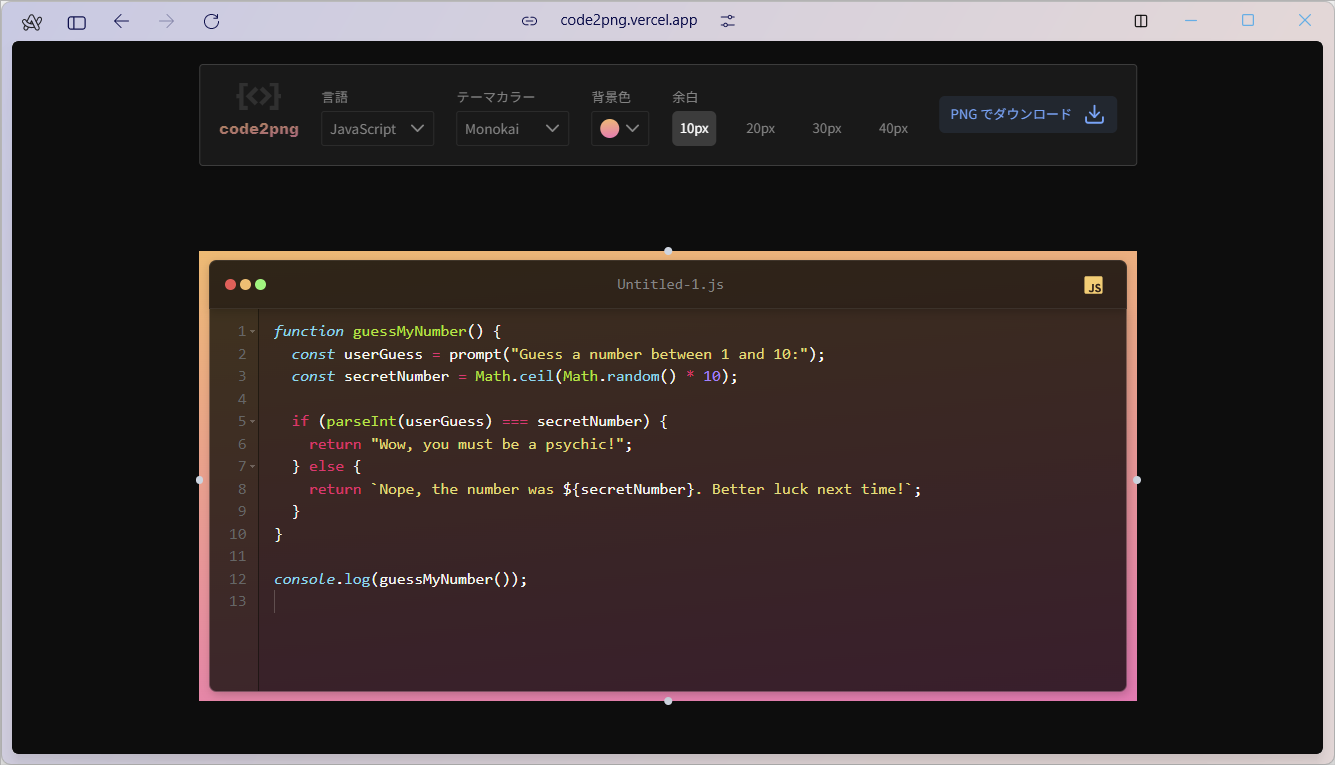 code2png.vercel.app
{<>}
code2png
言語
JavaScript
テーマカラー
Monokai
背景色
余白
10px
20px
30px
40px
PNG でダウンロード
Untitled-1.js
JS
1 function guessMyNumber() {
2   const userGuess = prompt("Guess a number between 1 and 10:");
3   const secretNumber = Math.ceil(Math.random() * 10);
4
5   if (parseInt(userGuess) === secretNumber) {
6     return "Wow, you must be a psychic!";
7   } else {
8     return `Nope, the number was ${secretNumber}. Better luck next time!`;
9   }
10 }
11
12 console.log(guessMyNumber());
13